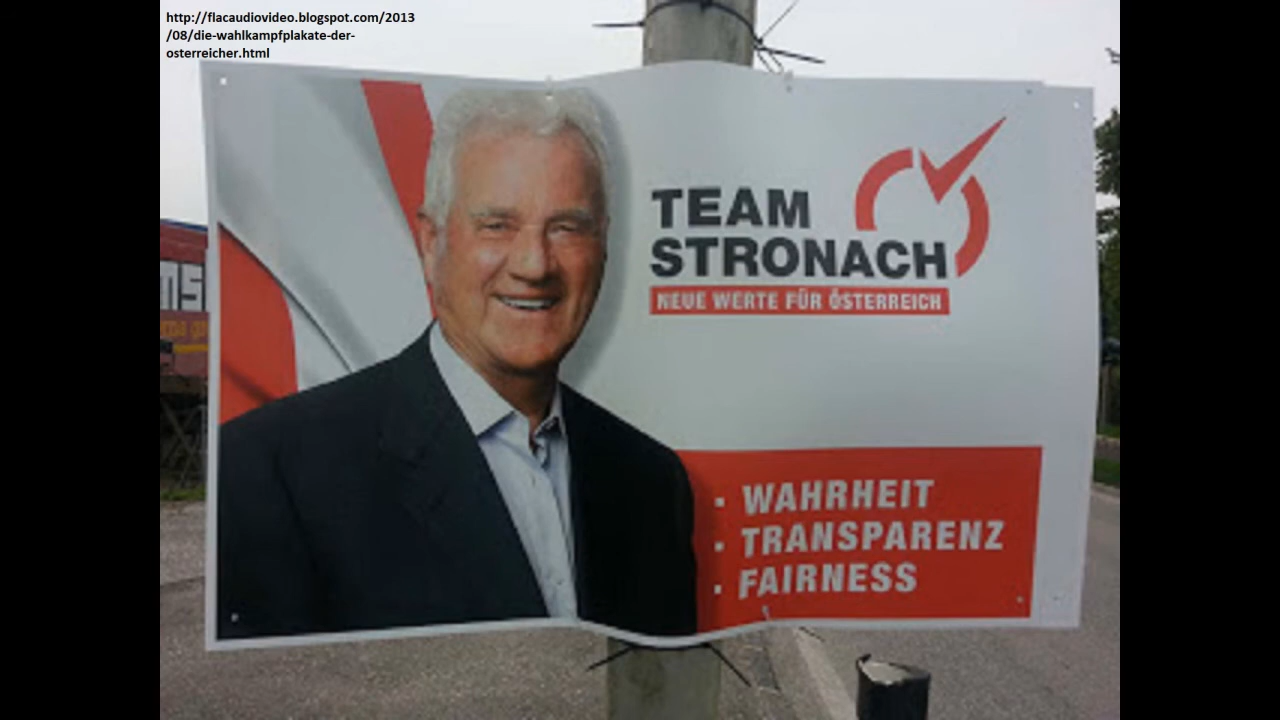 http://flacaudiovideo.blogspot.com/2013
/08/die-wahlkampfplakate-der-
osterreicher.html
TEAM
STRONACH
NEUE WERTE FÜR ÖSTERREICH
· WAHRHEIT
· TRANSPARENZ
· FAIRNESS